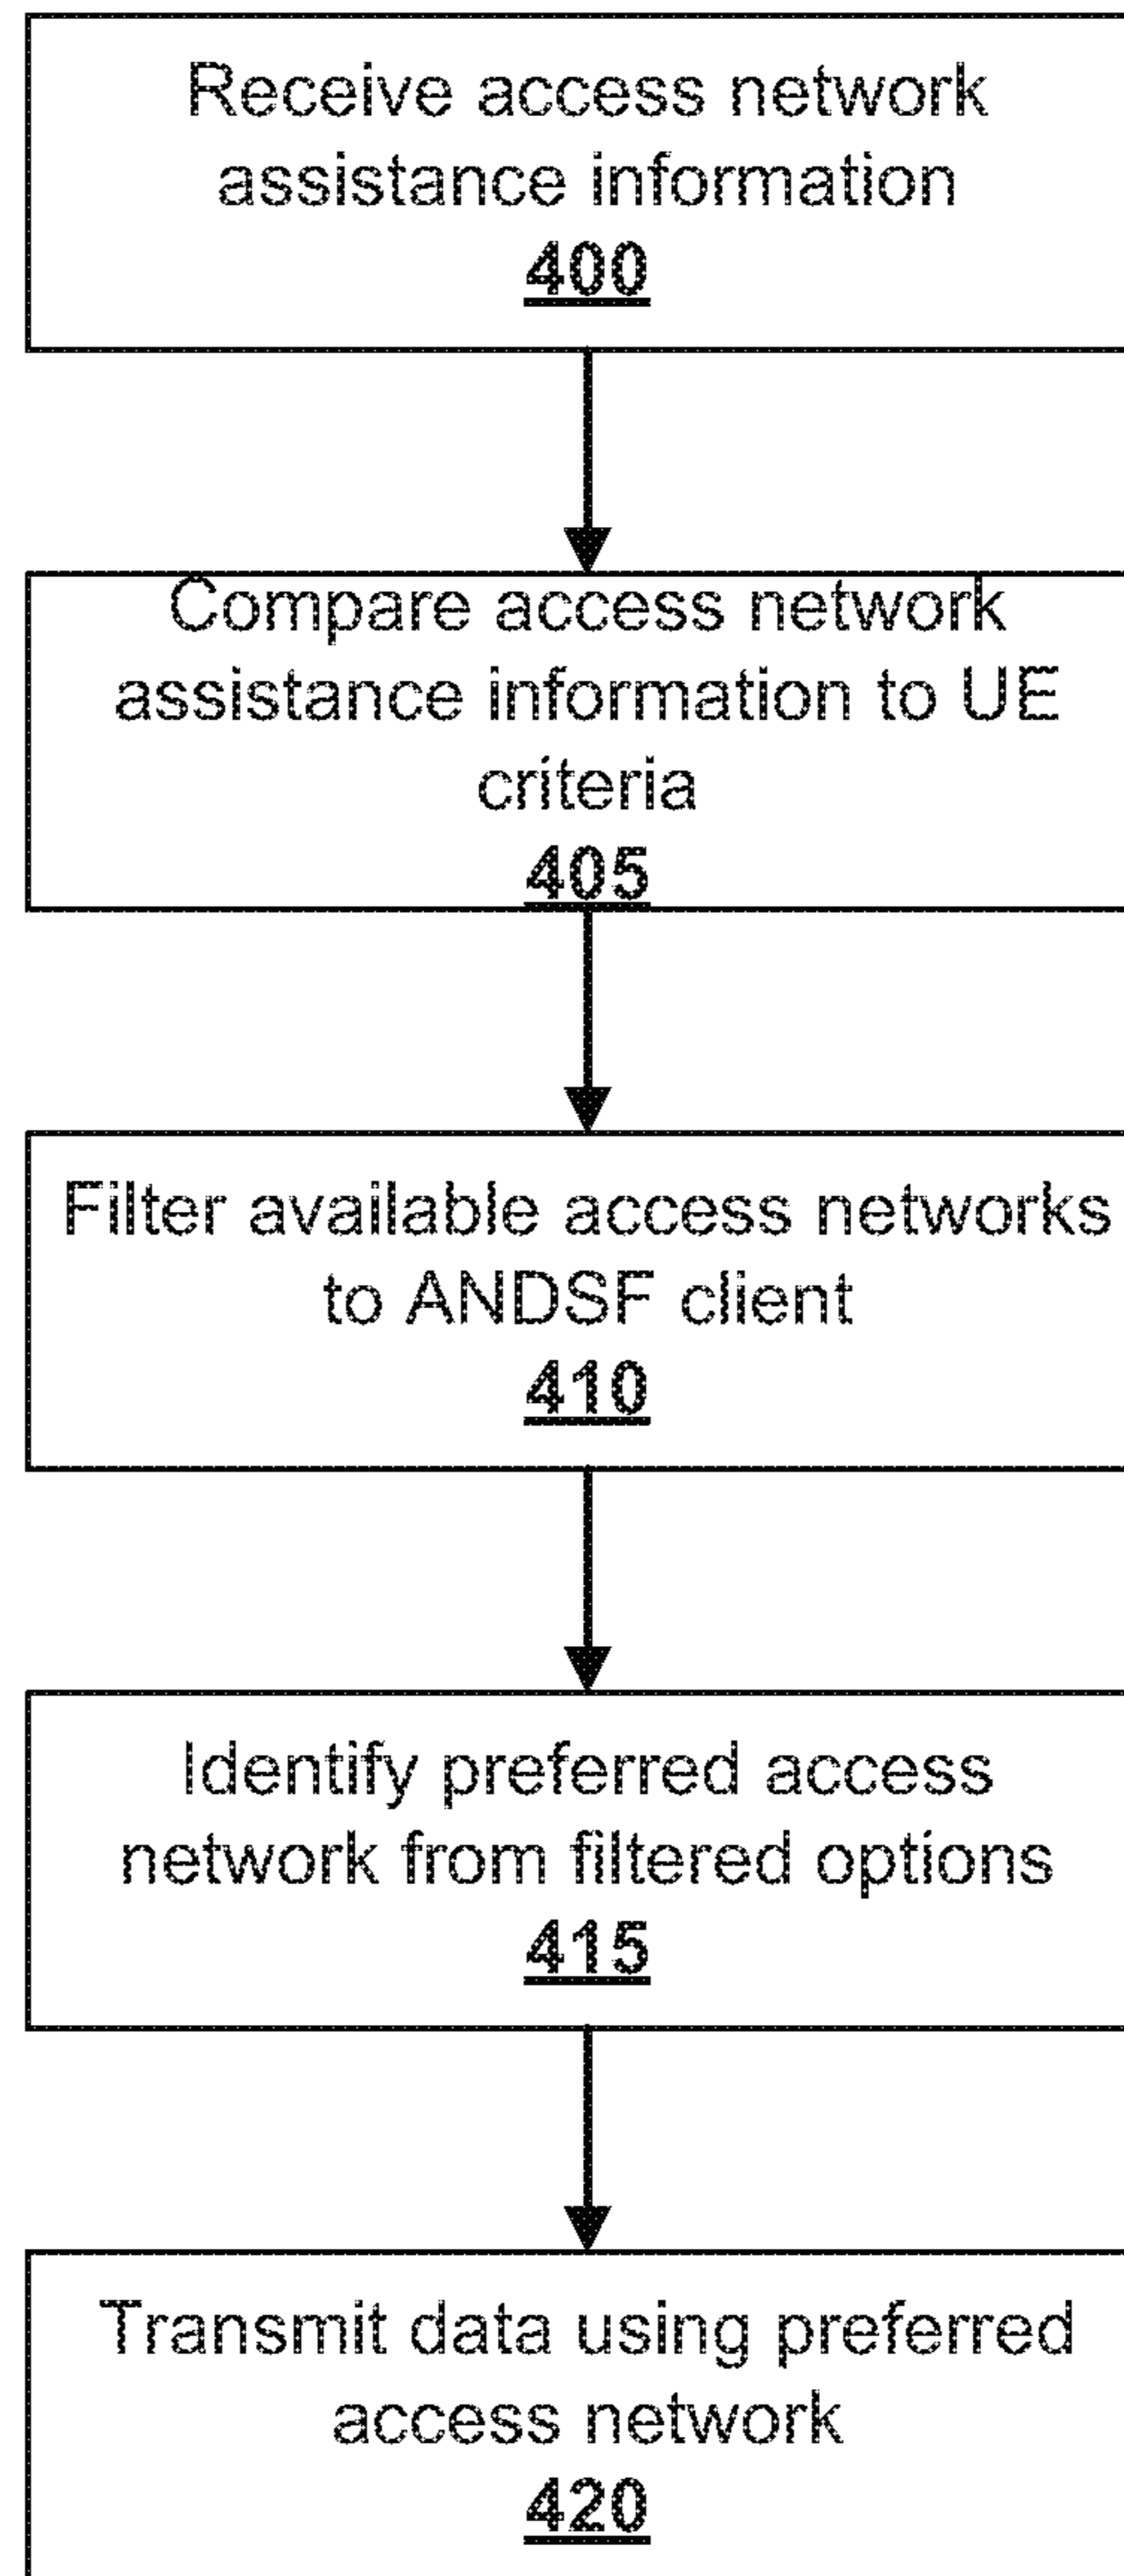 Receive access network
assistance information
400
Compare access network
assistance information to UE
criteria
405
Filter available access networks
to ANDSF client
410
Identify preferred access
network from filtered options
415
Transmit data using preferred
access network
420